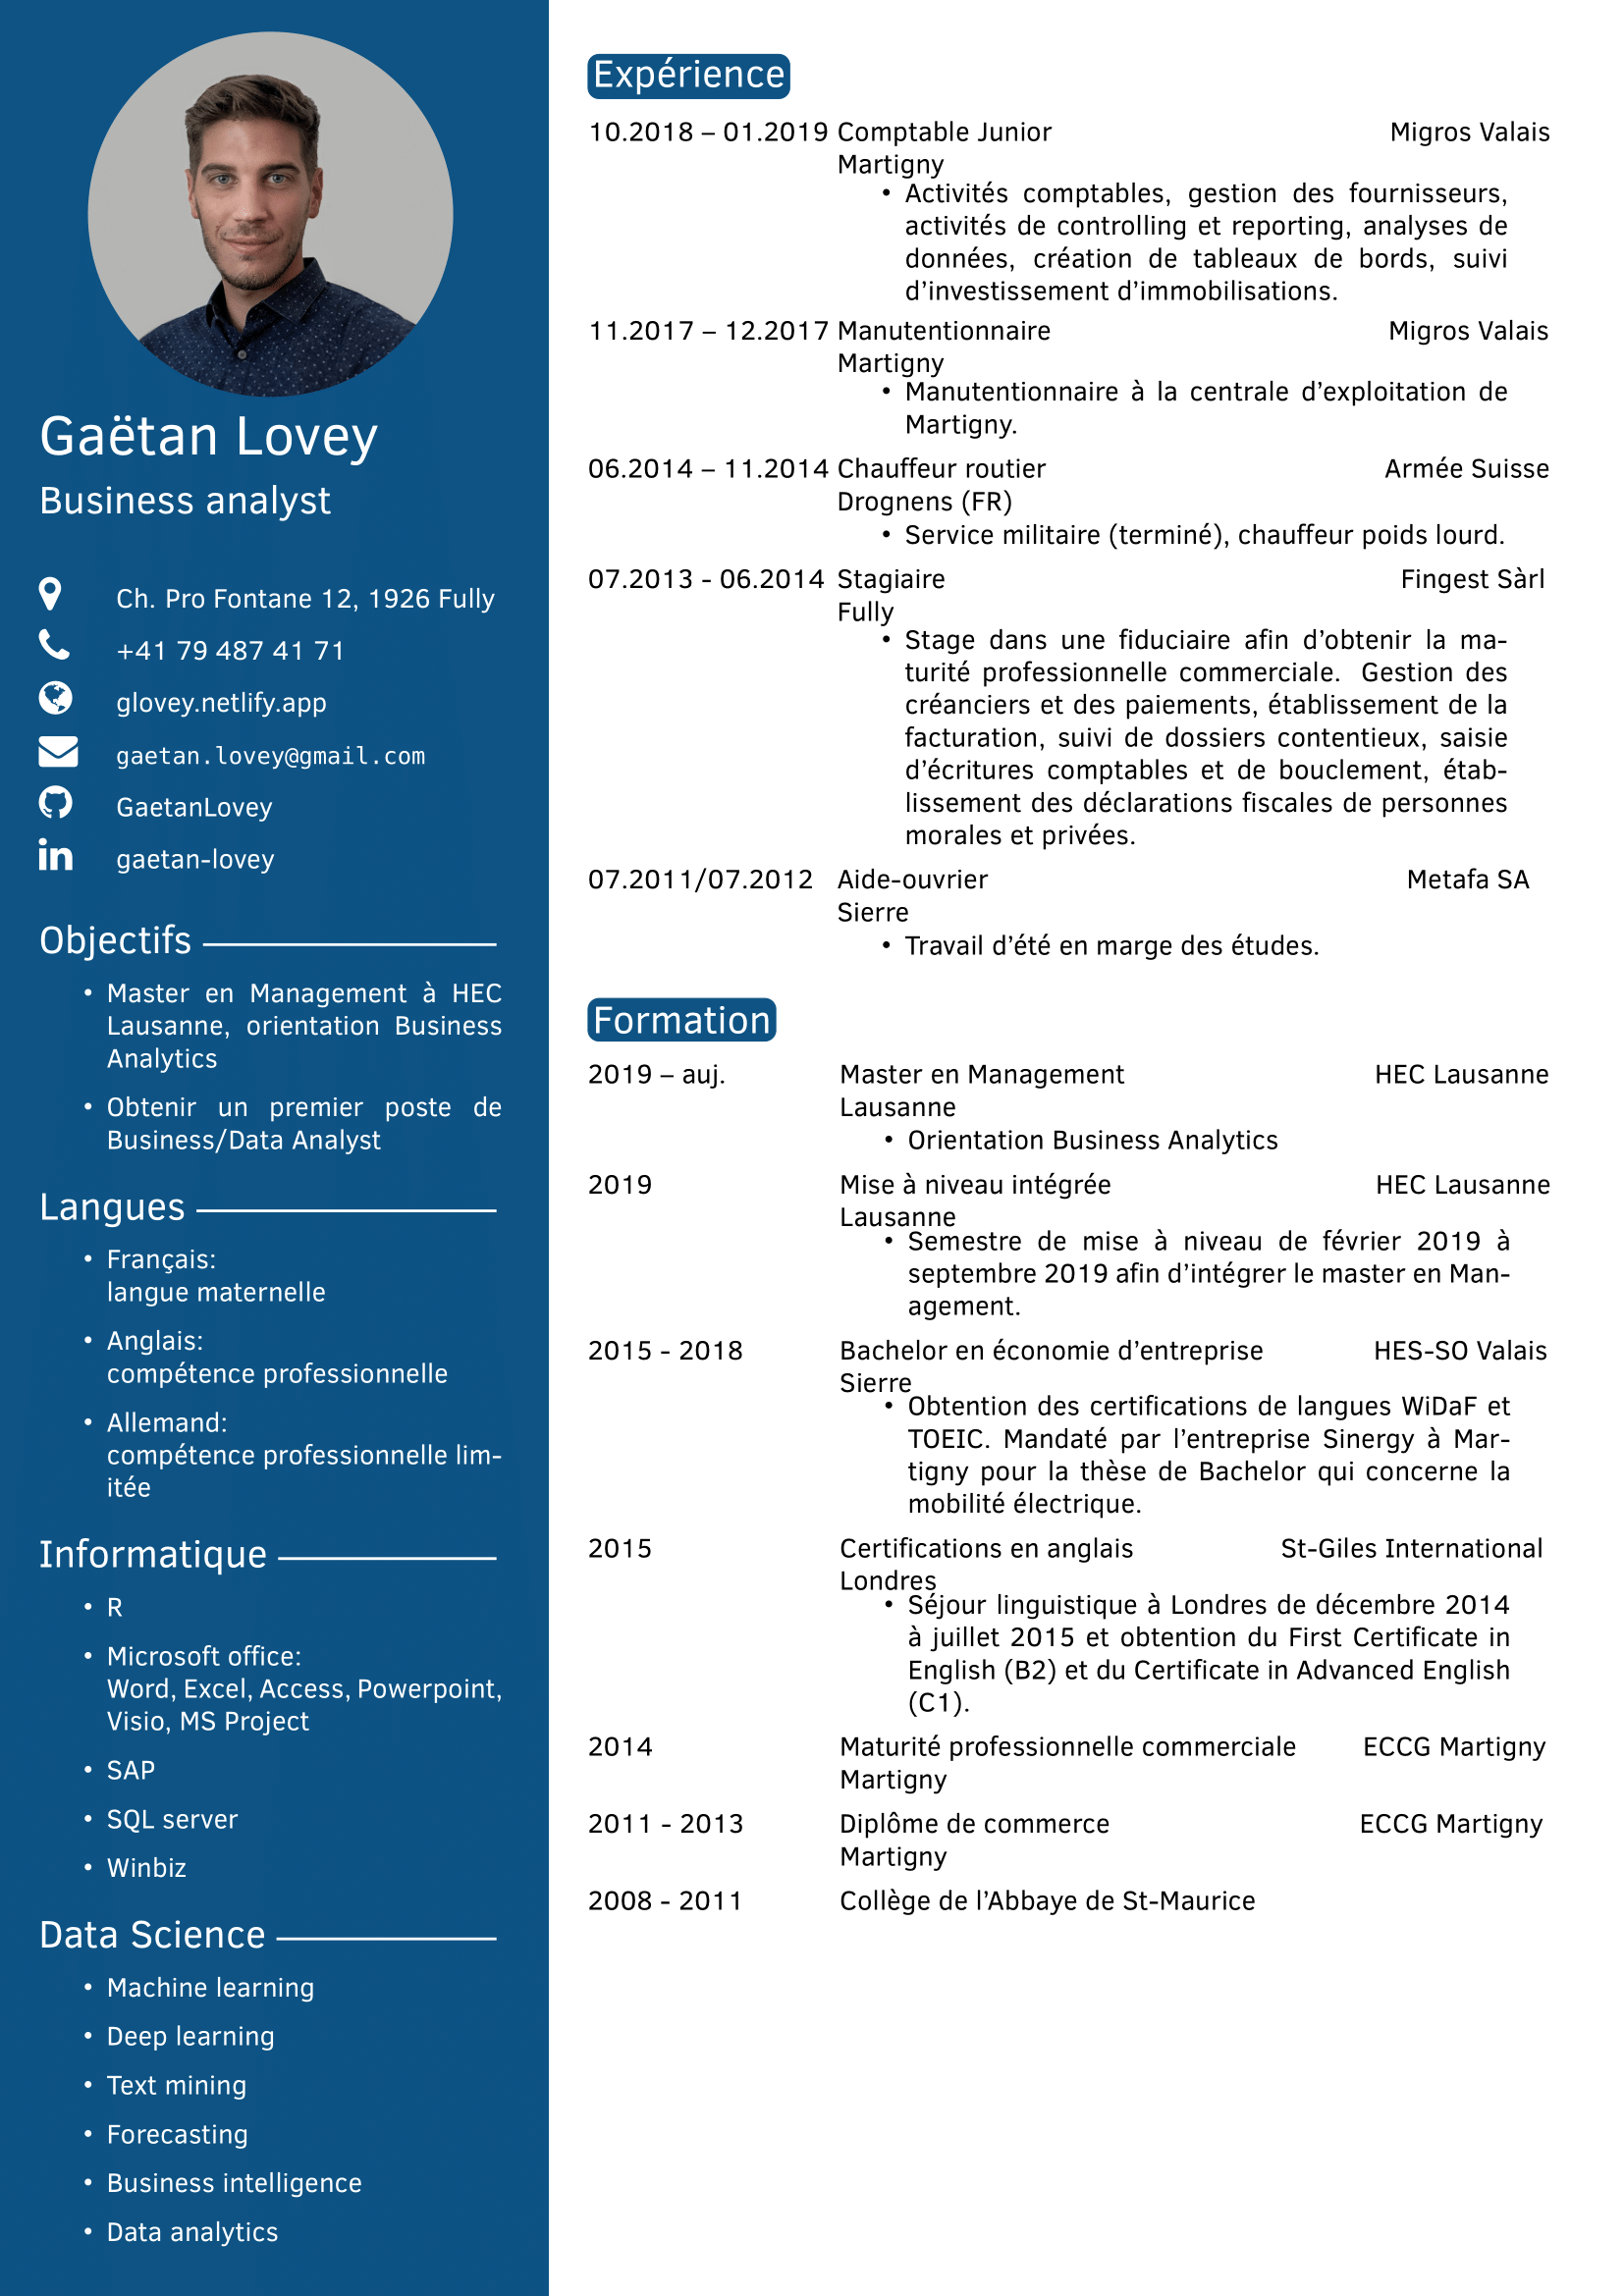 Gaëtan Lovey
Business analyst
Ch. Pro Fontane 12, 1926 Fully
+41 79 487 41 71
glovey.netlify.app
gaetan.lovey@gmail.com
GaetanLovey
gaetan-lovey
Objectifs
• Master en Management à HEC
Lausanne, orientation Business
Analytics
• Obtenir un premier poste de
Business/Data Analyst
Langues
• Français:
langue maternelle
• Anglais:
compétence professionnelle
• Allemand:
compétence professionnelle lim-
itée
Informatique
• R
• Microsoft office:
Word, Excel, Access, Powerpoint,
Visio, MS Project
• SAP
• SQL server
• Winbiz
Data Science
• Machine learning
• Deep learning
• Text mining
• Forecasting
• Business intelligence
• Data analytics
Expérience
10.2018 – 01.2019 Comptable Junior Migros Valais
Martigny
• Activités comptables, gestion des fournisseurs,
activités de controlling et reporting, analyses de
données, création de tableaux de bords, suivi
d'investissement d'immobilisations.
11.2017 – 12.2017 Manutentionnaire Migros Valais
Martigny
• Manutentionnaire à la centrale d'exploitation de
Martigny.
06.2014 – 11.2014 Chauffeur routier Armée Suisse
Drognens (FR)
• Service militaire (terminé), chauffeur poids lourd.
07.2013 - 06.2014 Stagiaire Fingest Sàrl
Fully
• Stage dans une fiduciaire afin d'obtenir la ma-
turité professionnelle commerciale. Gestion des
créanciers et des paiements, établissement de la
facturation, suivi de dossiers contentieux, saisie
d'écritures comptables et de bouclement, étab-
lissement des déclarations fiscales de personnes
morales et privées.
07.2011/07.2012 Aide-ouvrier Metafa SA
Sierre
• Travail d'été en marge des études.
Formation
2019 – auj. Master en Management HEC Lausanne
Lausanne
• Orientation Business Analytics
2019 Mise à niveau intégrée HEC Lausanne
Lausanne
• Semestre de mise à niveau de février 2019 à
septembre 2019 afin d'intégrer le master en Man-
agement.
2015 - 2018 Bachelor en économie d'entreprise HES-SO Valais
Sierre
• Obtention des certifications de langues WiDaF et
TOEIC. Mandaté par l'entreprise Sinergy à Mar-
tigny pour la thèse de Bachelor qui concerne la
mobilité électrique.
2015 Certifications en anglais St-Giles International
Londres
• Séjour linguistique à Londres de décembre 2014
à juillet 2015 et obtention du First Certificate in
English (B2) et du Certificate in Advanced English
(C1).
2014 Maturité professionnelle commerciale ECCG Martigny
Martigny
2011 - 2013 Diplôme de commerce ECCG Martigny
Martigny
2008 - 2011 Collège de l'Abbaye de St-Maurice